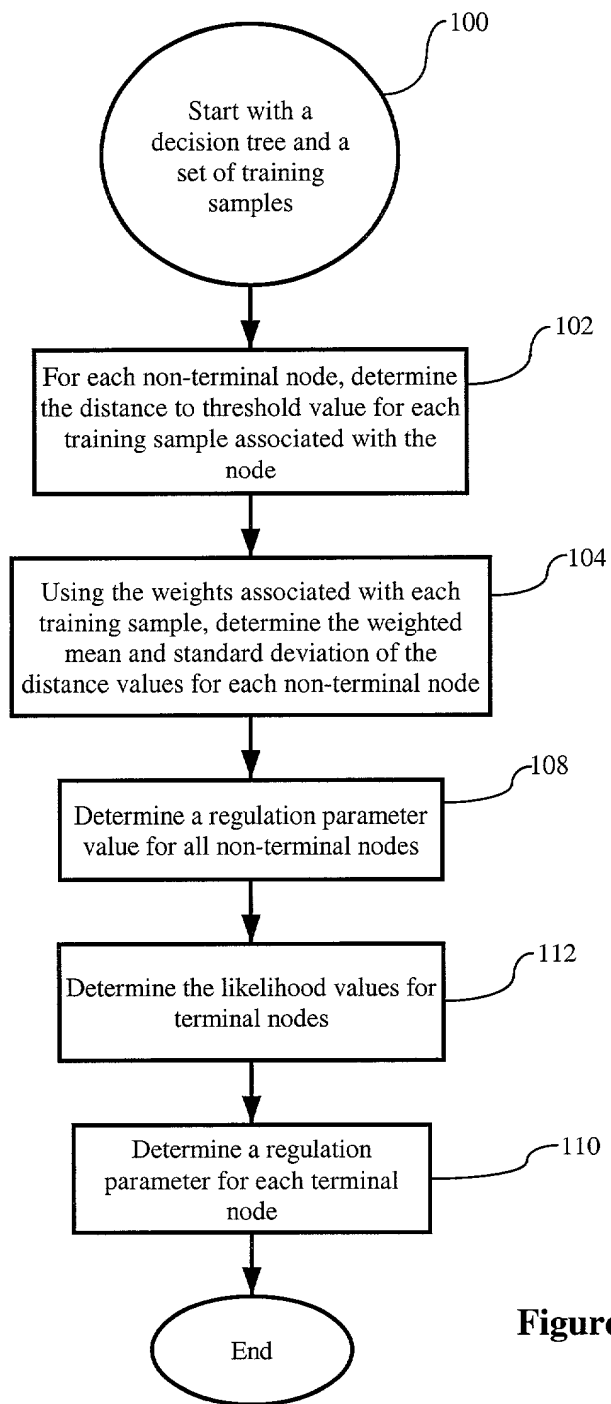 100
Start with a
decision tree and a
set of training
samples
102
For each non-terminal node, determine
the distance to threshold value for each
training sample associated with the
node
104
Using the weights associated with each
training sample, determine the weighted
mean and standard deviation of the
distance values for each non-terminal node
108
Determine a regulation parameter
value for all non-terminal nodes
112
Determine the likelihood values for
terminal nodes
110
Determine a regulation
parameter for each terminal
node
End
Figure